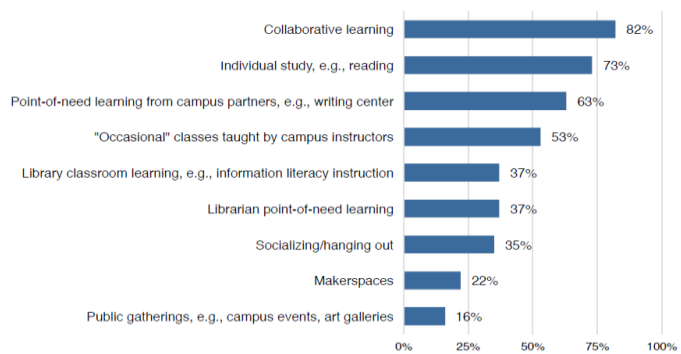 Collaborative learning 82%
Individual study, e.g., reading 73%
Point-of-need learning from campus partners, e.g., writing center 63%
"Occasional" classes taught by campus instructors 53%
Library classroom learning, e.g., information literacy instruction 37%
Librarian point-of-need learning 37%
Socializing/hanging out 35%
Makerspaces 22%
Public gatherings, e.g., campus events, art galleries 16%
0% 25% 50% 75% 100%